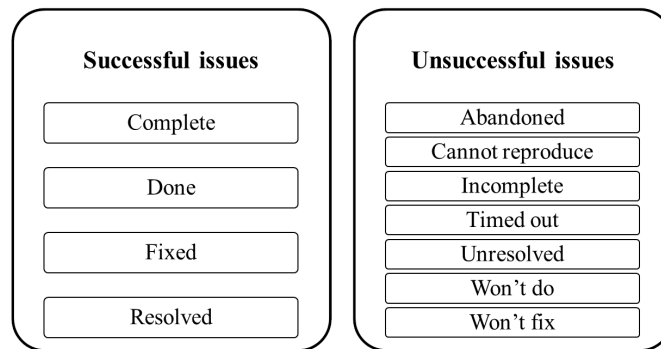 Successful issues
Complete
Done
Fixed
Resolved
Unsuccessful issues
Abandoned
Cannot reproduce
Incomplete
Timed out
Unresolved
Won’t do
Won’t fix